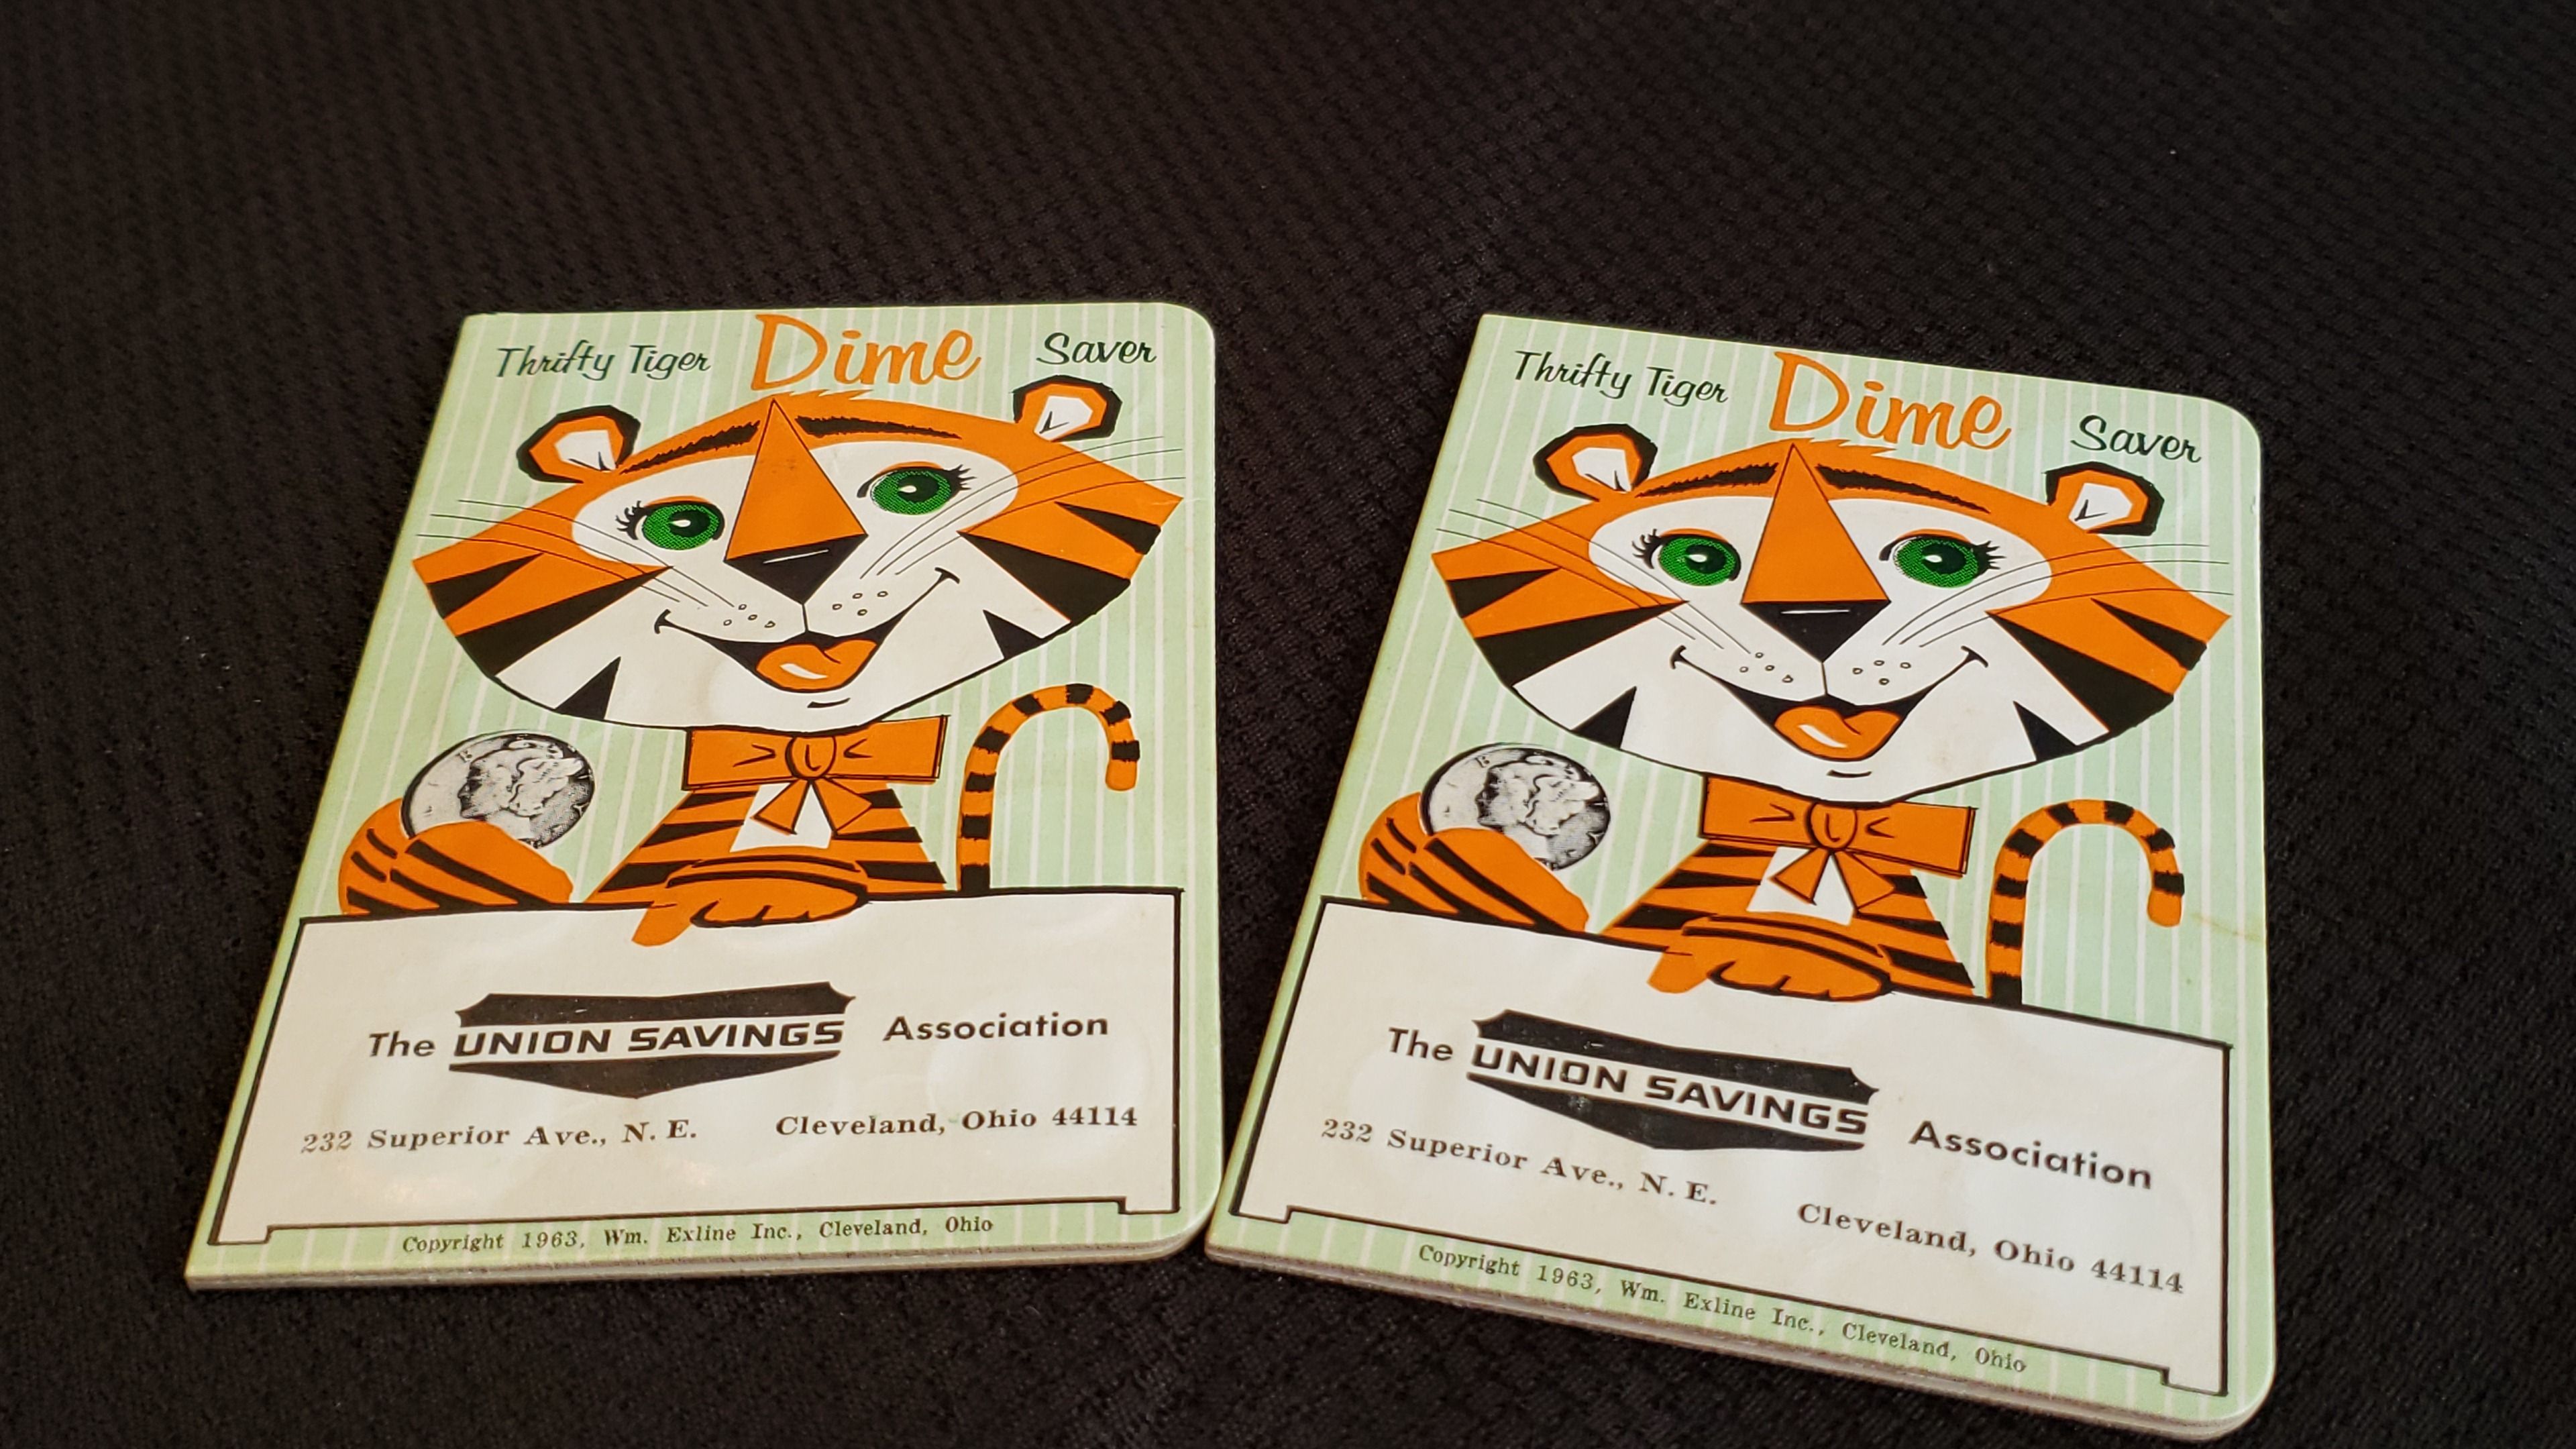 Thrifty Tiger Dime Saver
The UNION SAVINGS Association
232 Superior Ave., N. E. Cleveland, Ohio 44114
Copyright 1963, Wm. Exline Inc., Cleveland, Ohio
Thrifty Tiger Dime Saver
The UNION SAVINGS Association
232 Superior Ave., N. E. Cleveland, Ohio 44114
Copyright 1963, Wm. Exline Inc., Cleveland, Ohio